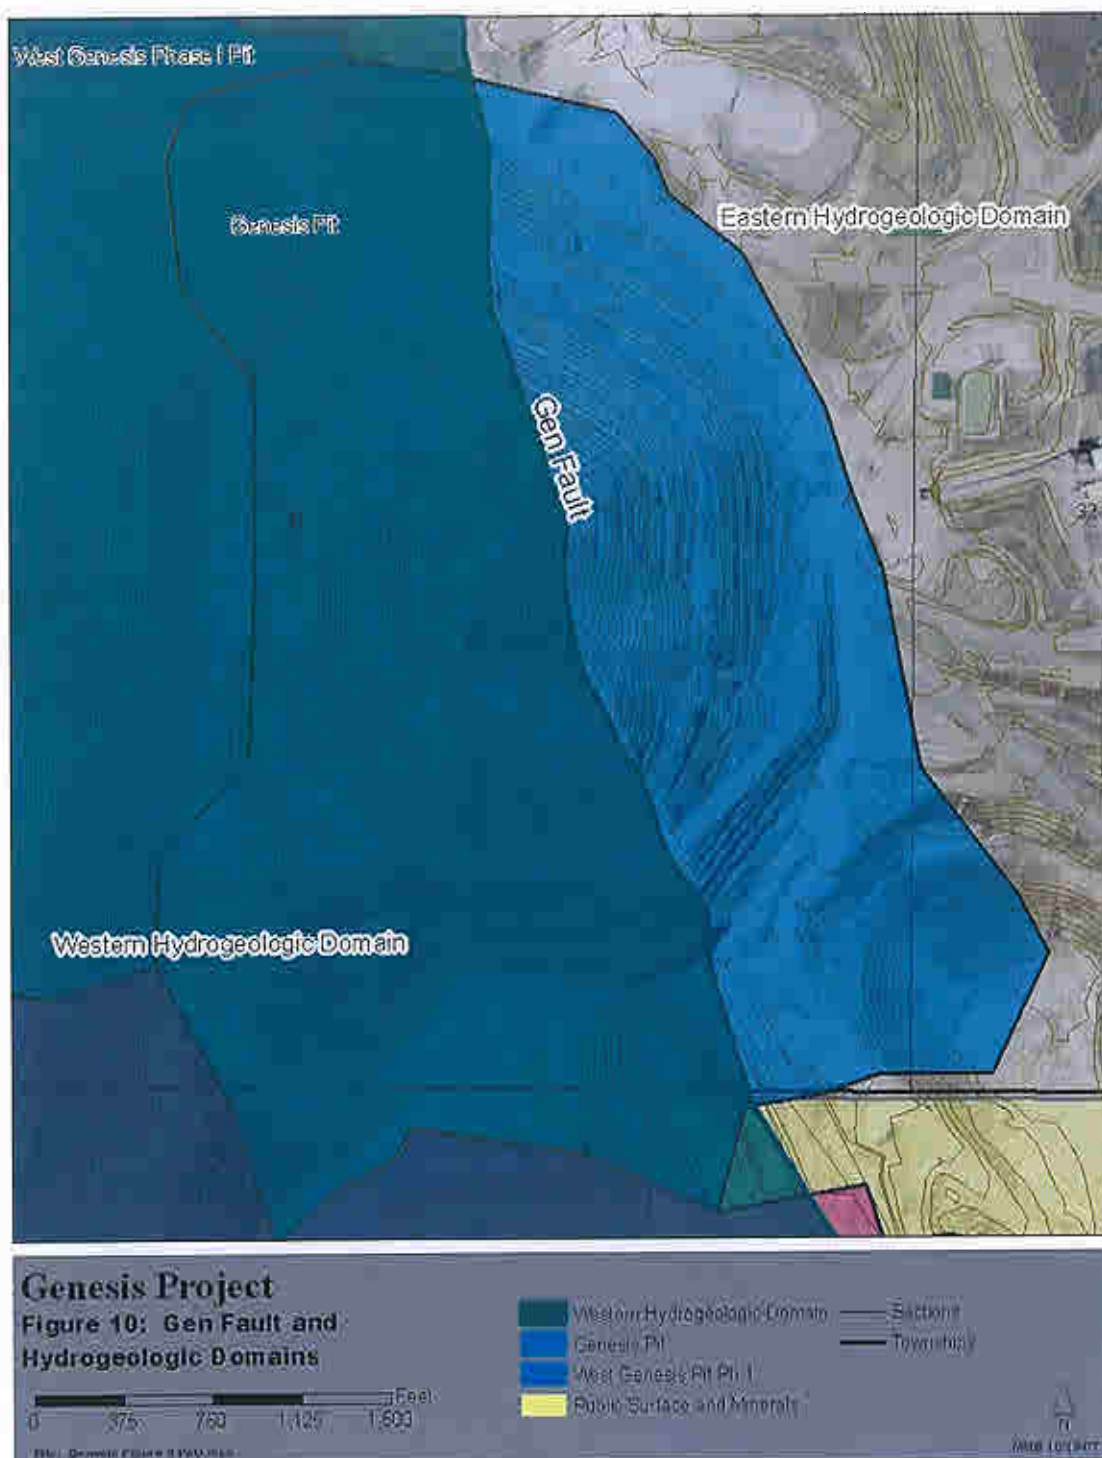 West Genesis Phase I Pit
Genesis Pit
Eastern Hydrogeologic Domain
Gen Fault
32
Western Hydrogeologic Domain
Genesis Project
Figure 10: Gen Fault and
Hydrogeologic Domains
Feet
0 375 750 1,125 1,500
Western Hydrogeologic Domain
Genesis Pit
West Genesis Pit Ph 1
Public Surface and Minerals
Sections
Township
N